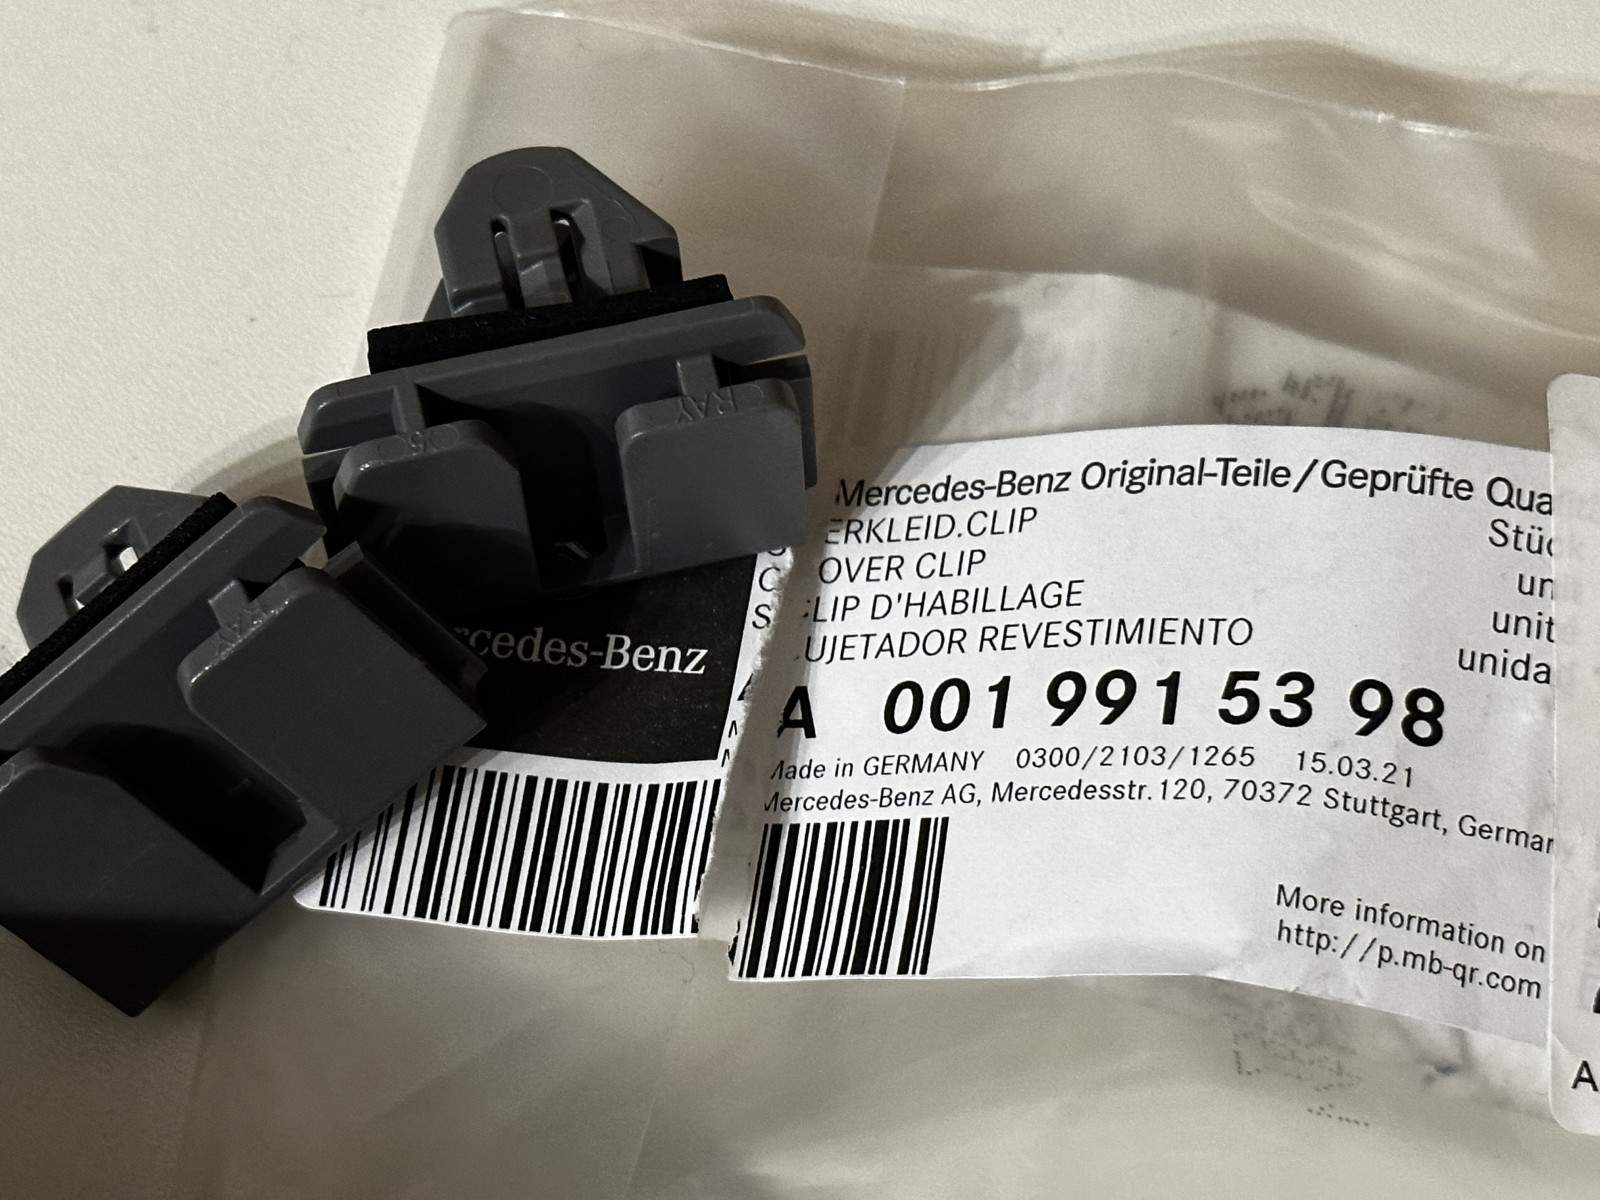 RAY
rcedes-Benz
Mercedes-Benz Original-Teile/Geprüfte Qua
ERKLEID.CLIP Stüc
OVER CLIP un
LIP D'HABILLAGE unit
UJETADOR REVESTIMIENTO unida
A 001 991 53 98
Made in GERMANY 0300/2103/1265 15.03.21
Mercedes-Benz AG, Mercedesstr. 120, 70372 Stuttgart, German
More information on
http://p.mb-qr.com
A